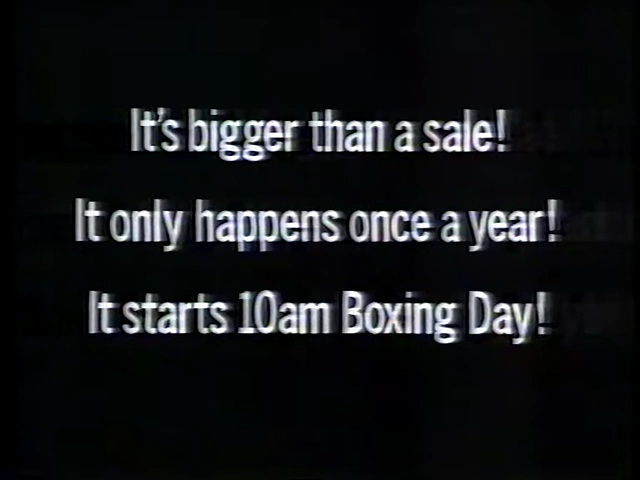 It's bigger than a sale!
It only happens once a year!
It starts 10am Boxing Day!